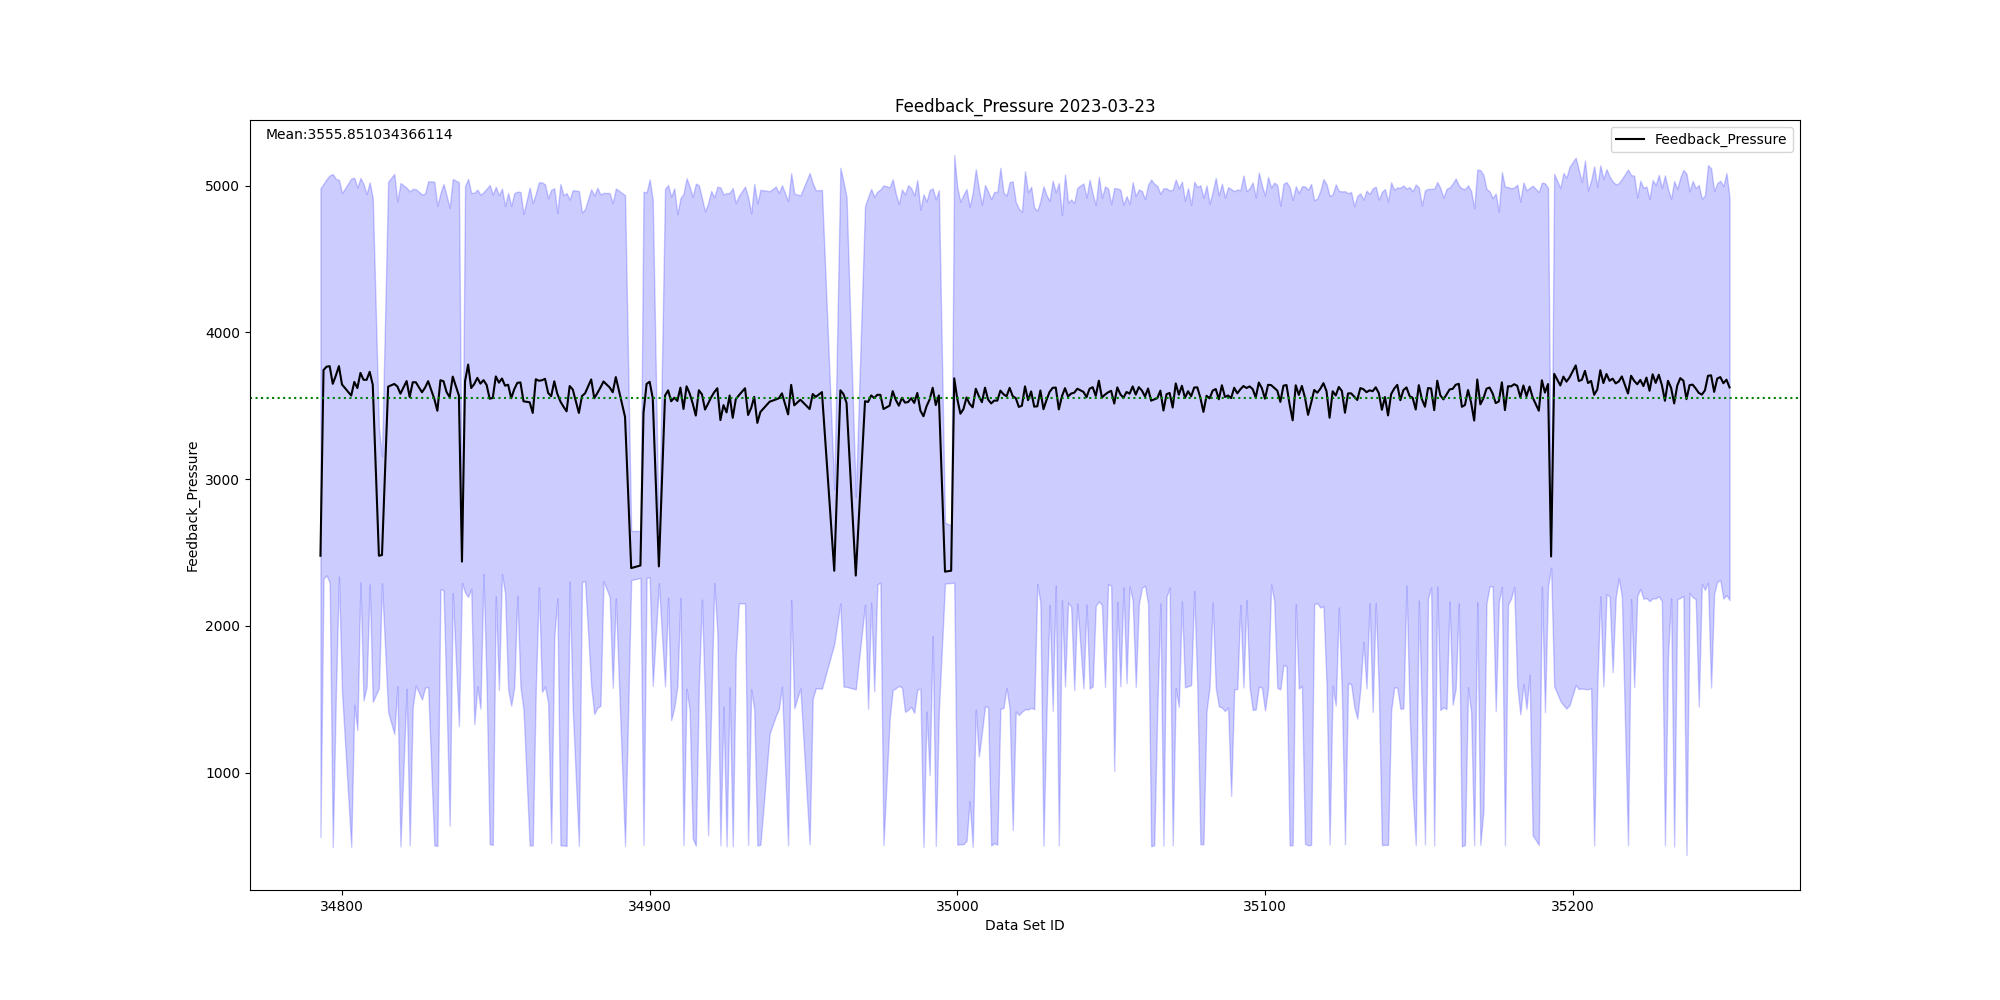 Feedback_Pressure 2023-03-23
Mean:3555.851034366114
Feedback_Pressure
5000
4000
3000
2000
1000
Feedback_Pressure
34800
34900
35000
35100
35200
Data Set ID